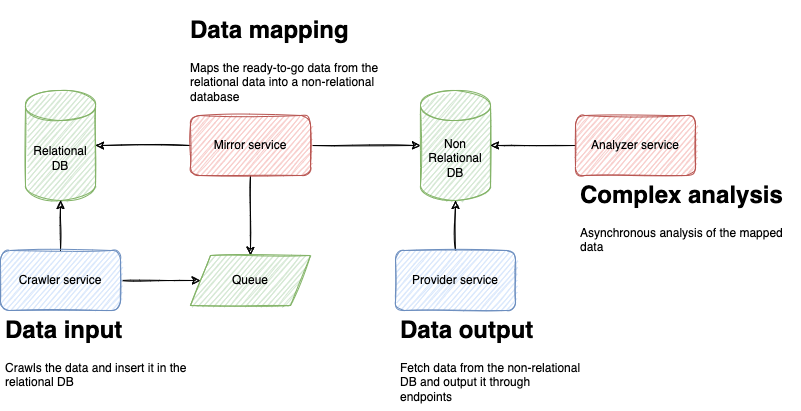 Data mapping
Maps the ready-to-go data from the
relational data into a non-relational
database
Relational
DB
Mirror service
Non
Relational
DB
Analyzer service
Complex analysis
Asynchronous analysis of the mapped
data
Crawler service
Queue
Provider service
Data input
Crawls the data and insert it in the
relational DB
Data output
Fetch data from the non-relational
DB and output it through
endpoints